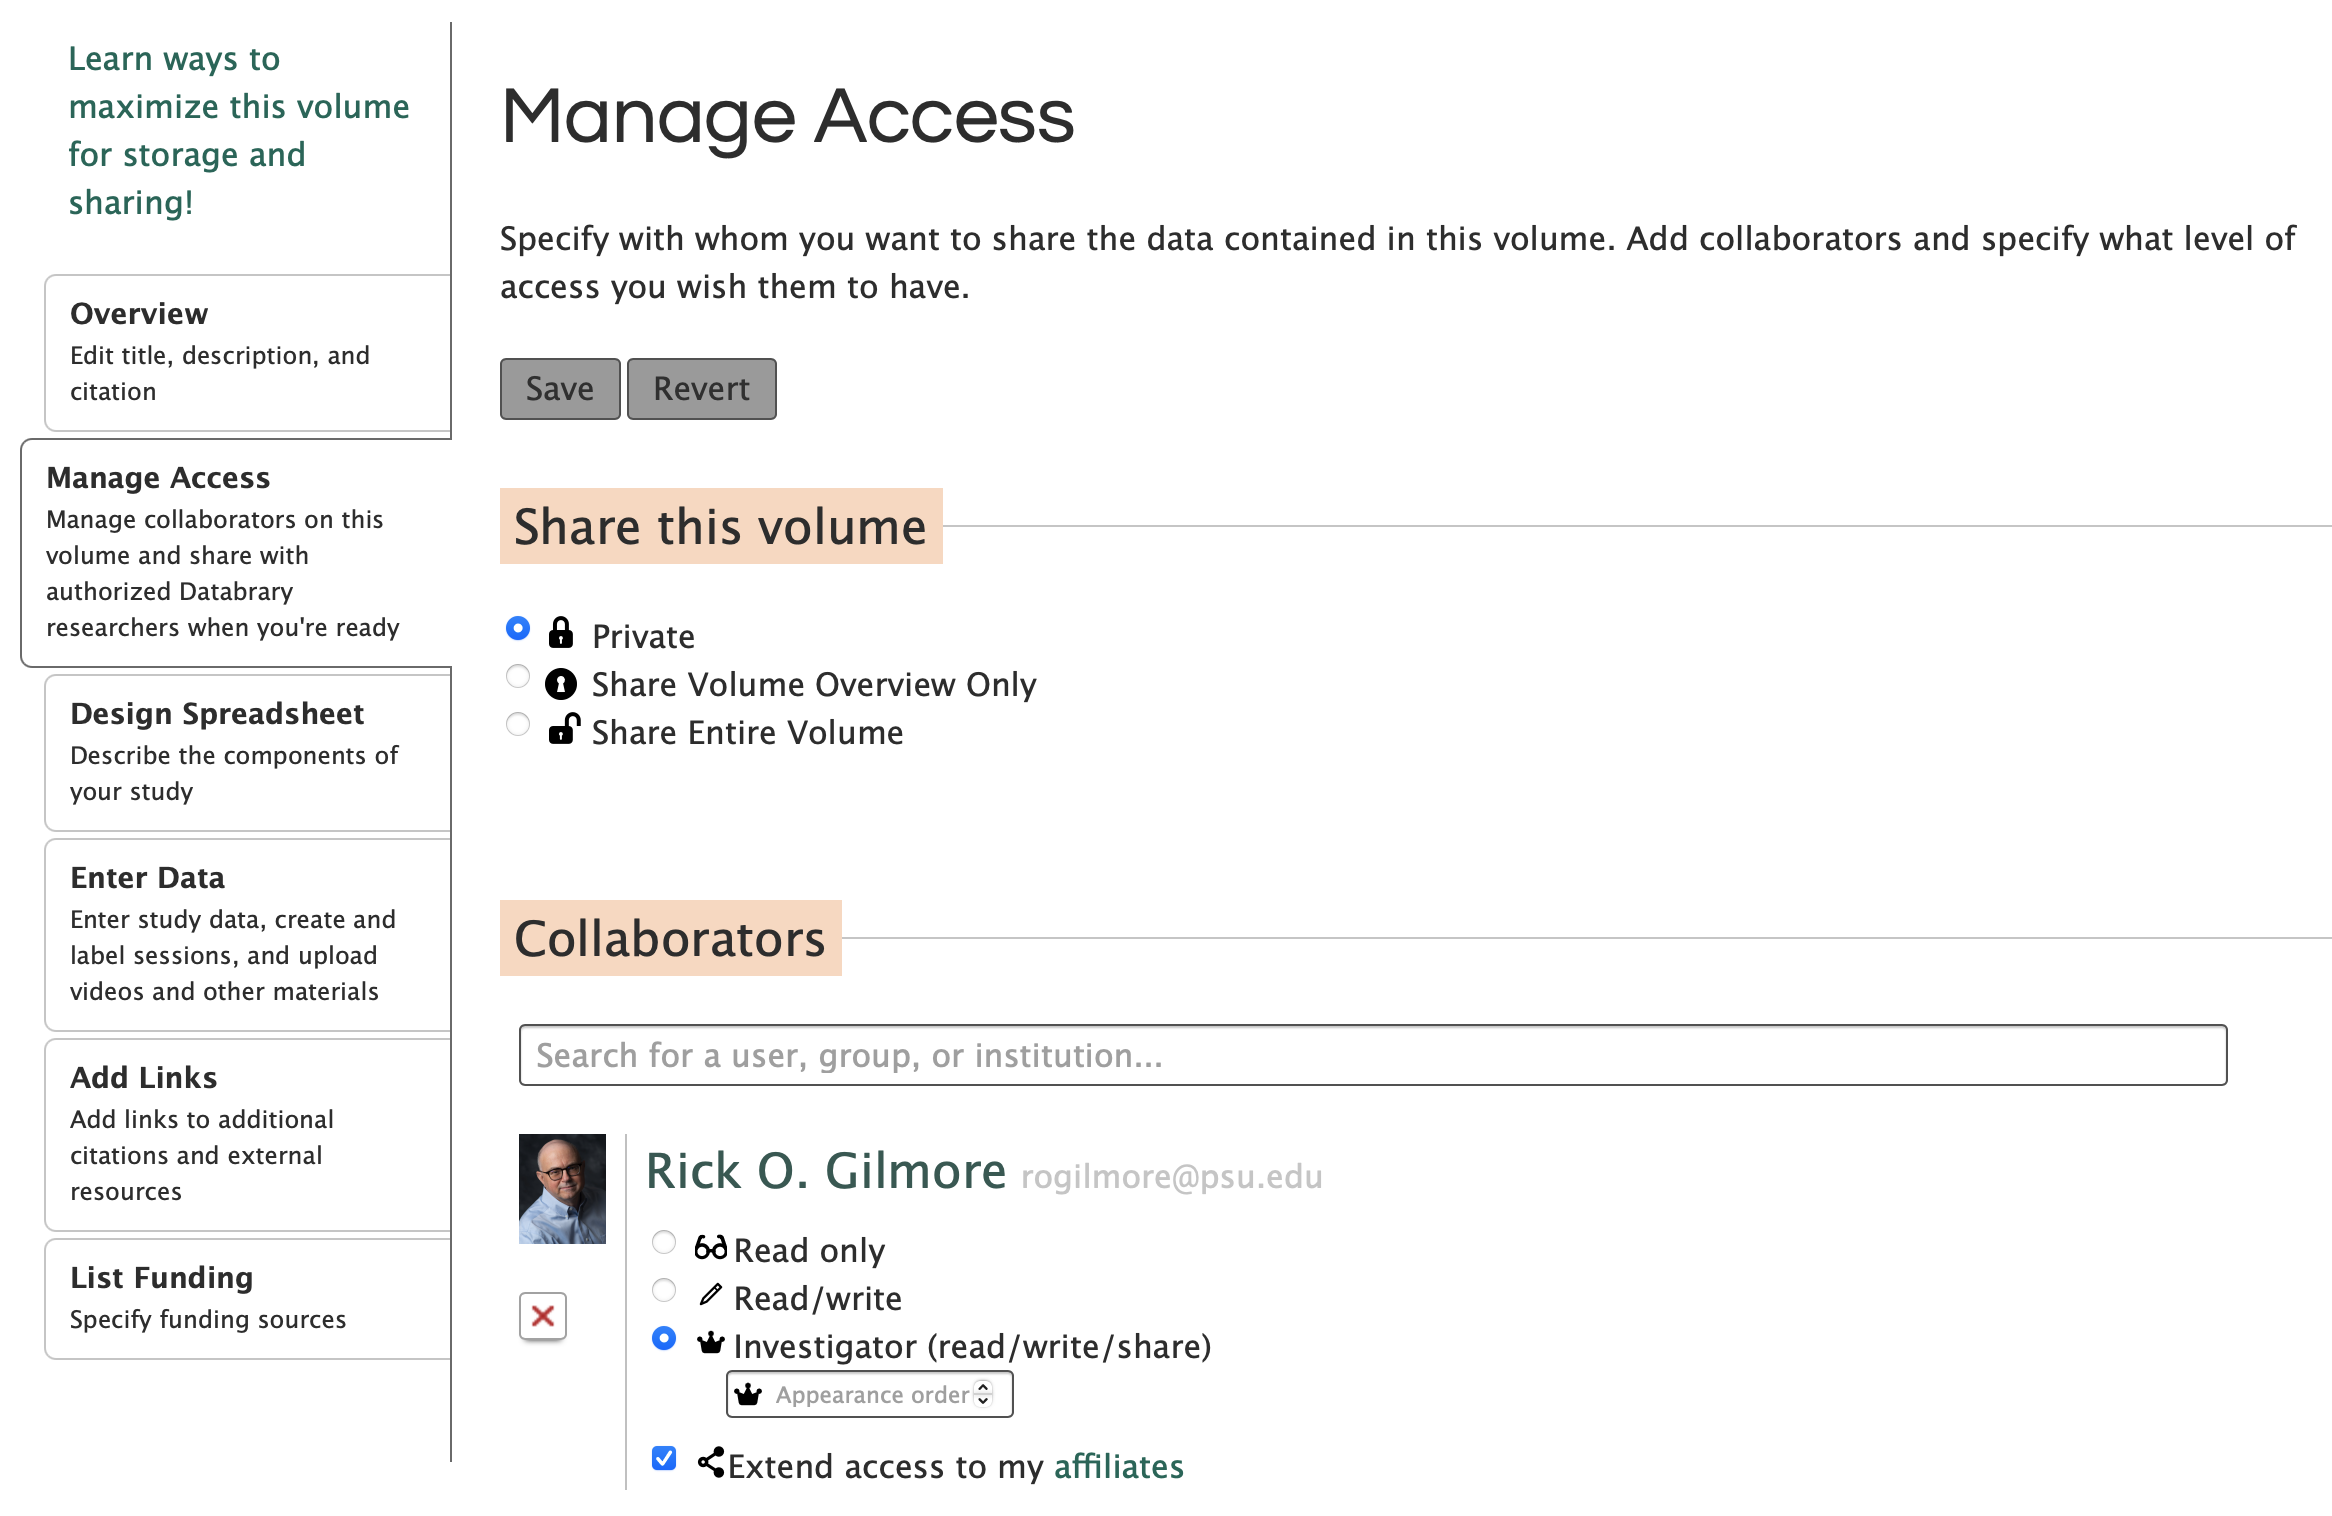 Learn ways to
maximize this volume
for storage and
sharing!
Overview
Edit title, description, and
citation
Manage Access
Manage collaborators on this
volume and share with
authorized Databrary
researchers when you're ready
Design Spreadsheet
Describe the components of
your study
Enter Data
Enter study data, create and
label sessions, and upload
videos and other materials
Add Links
Add links to additional
citations and external
resources
List Funding
Specify funding sources
Manage Access
Specify with whom you want to share the data contained in this volume. Add collaborators and specify what level of
access you wish them to have.
Save Revert
Share this volume
Private
Share Volume Overview Only
Share Entire Volume
Collaborators
Search for a user, group, or institution...
Rick O. Gilmore rogilmore@psu.edu
Read only
Read/write
Investigator (read/write/share)
Appearance order
Extend access to my affiliates